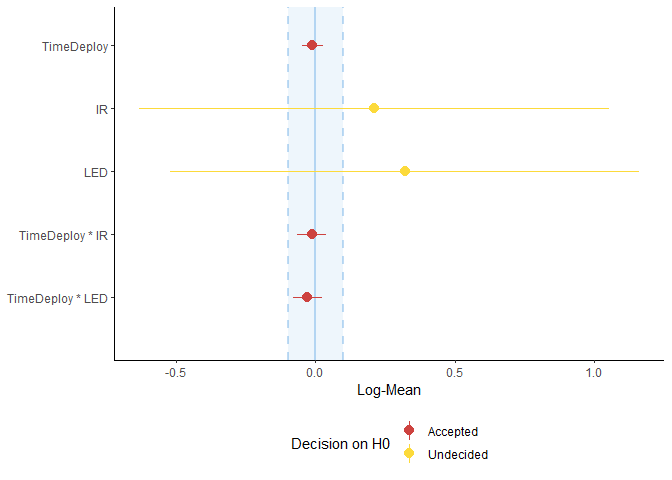 TimeDeploy
IR
LED
TimeDeploy * IR
TimeDeploy * LED
-0.5 0.0 0.5 1.0
Log-Mean
Decision on H0
Accepted
Undecided